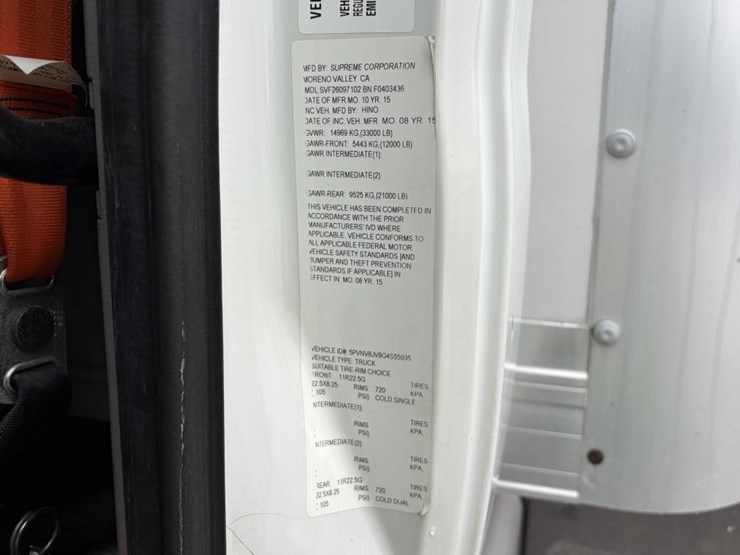 VEH
REGU
EMI
MFD BY: SUPREME CORPORATION
MORENO VALLEY CA
MDL:SVF26097102 BN F0403436
DATE OF MFR MO. 10 YR. 15
INC VEH. MFD BY: HINO
DATE OF INC. VEH. MFR MO. 08 YR. 15
GVWR: 14969 KG,(33000 LB)
GAWR-FRONT: 5443 KG,(12000 LB)
GAWR INTERMEDIATE(1):
GAWR INTERMEDIATE(2):
GAWR-REAR: 9525 KG,(21000 LB)
THIS VEHICLE HAS BEEN COMPLETED IN
ACCORDANCE WITH THE PRIOR
MANUFACTURERS' IVD WHERE
APPLICABLE. VEHICLE CONFORMS TO
ALL APPLICABLE FEDERAL MOTOR
VEHICLE SAFETY STANDARDS [AND
BUMPER AND THEFT PREVENTION
STANDARDS IF APPLICABLE] IN
EFFECT IN: MO. 08 YR. 15
VEHICLE ID#:
VEHICLE TYPE: TRUCK
SUITABLE TIRE-RIM CHOICE
FRONT: 11R22.5G TIRES
22.5X8.25 RIMS 720 KPA,
: 105 PSI) COLD SINGLE
INTERMEDIATE(1): TIRES
RIMS KPA,
PSI)
INTERMEDIATE(2): TIRES
RIMS KPA,
PSI)
REAR: 11R22.5G TIRES
22.5X8.25 RIMS 720 KPA
: 105 PSI) COLD DUAL